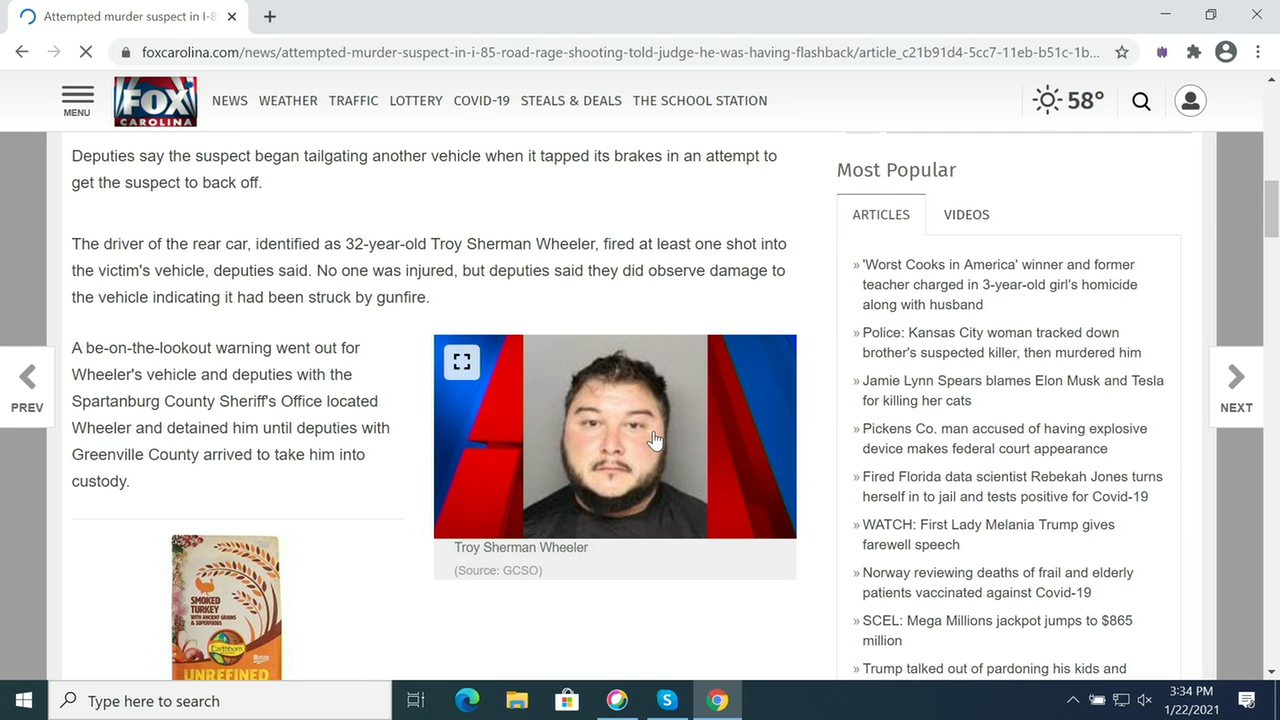 Attempted murder suspect in I-8
foxcarolina.com/news/attempted-murder-suspect-in-i-85-road-rage-shooting-told-judge-he-was-having-flashback/article_c21b91d4-5cc7-11eb-b51c-1b...
MENU
FOX
CAROLINA
NEWS WEATHER TRAFFIC LOTTERY COVID-19 STEALS & DEALS THE SCHOOL STATION
58°
Deputies say the suspect began tailgating another vehicle when it tapped its brakes in an attempt to
get the suspect to back off.
The driver of the rear car, identified as 32-year-old Troy Sherman Wheeler, fired at least one shot into
the victim's vehicle, deputies said. No one was injured, but deputies said they did observe damage to
the vehicle indicating it had been struck by gunfire.
A be-on-the-lookout warning went out for
Wheeler's vehicle and deputies with the
Spartanburg County Sheriff's Office located
Wheeler and detained him until deputies with
Greenville County arrived to take him into
custody.
Troy Sherman Wheeler
(Source: GCSO)
SMOKED
TURKEY
WITH ANCIENT GRAINS
& SUPERFOODS
Earthborn
UNREFINED
PREV
NEXT
Most Popular
ARTICLES VIDEOS
» 'Worst Cooks in America' winner and former
teacher charged in 3-year-old girl's homicide
along with husband
» Police: Kansas City woman tracked down
brother's suspected killer, then murdered him
» Jamie Lynn Spears blames Elon Musk and Tesla
for killing her cats
» Pickens Co. man accused of having explosive
device makes federal court appearance
» Fired Florida data scientist Rebekah Jones turns
herself in to jail and tests positive for Covid-19
» WATCH: First Lady Melania Trump gives
farewell speech
» Norway reviewing deaths of frail and elderly
patients vaccinated against Covid-19
» SCEL: Mega Millions jackpot jumps to $865
million
» Trump talked out of pardoning his kids and
Type here to search
3:34 PM
1/22/2021